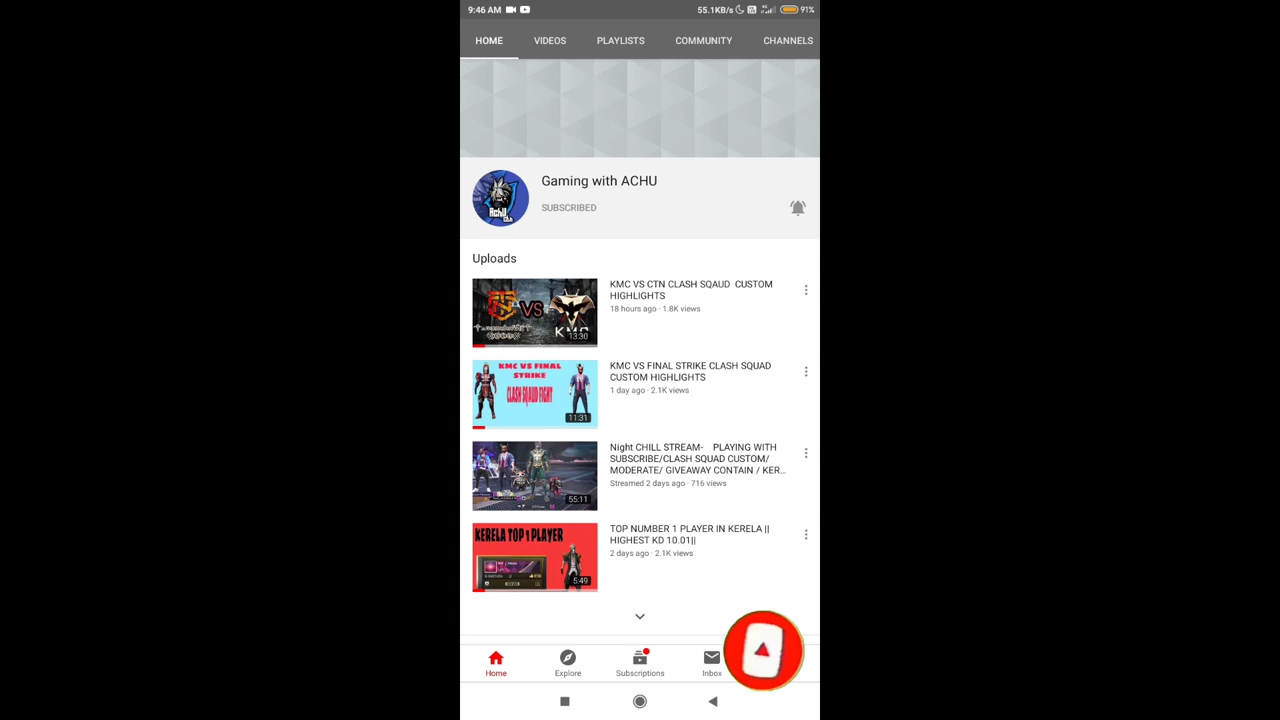 9:46 AM 55.1KB/s 4G 91%
HOME VIDEOS PLAYLISTS COMMUNITY CHANNELS
Gaming with ACHU
SUBSCRIBED
Uploads
KMC VS CTN CLASH SQAUD CUSTOM
HIGHLIGHTS
18 hours ago · 1.8K views
VS
13:30
KMC VS FINAL STRIKE CLASH SQUAD
CUSTOM HIGHLIGHTS
1 day ago · 2.1K views
KMC VS FINAL
STRIKE
CLASH SQAUD FIGHT
11:31
Night CHILL STREAM- PLAYING WITH
SUBSCRIBE/CLASH SQUAD CUSTOM/
MODERATE/ GIVEAWAY CONTAIN / KER...
Streamed 2 days ago · 716 views
55:11
TOP NUMBER 1 PLAYER IN KERELA ||
HIGHEST KD 10.01||
2 days ago · 2.1K views
KERELA TOP 1 PLAYER
5:49
Home Explore Subscriptions Inbox